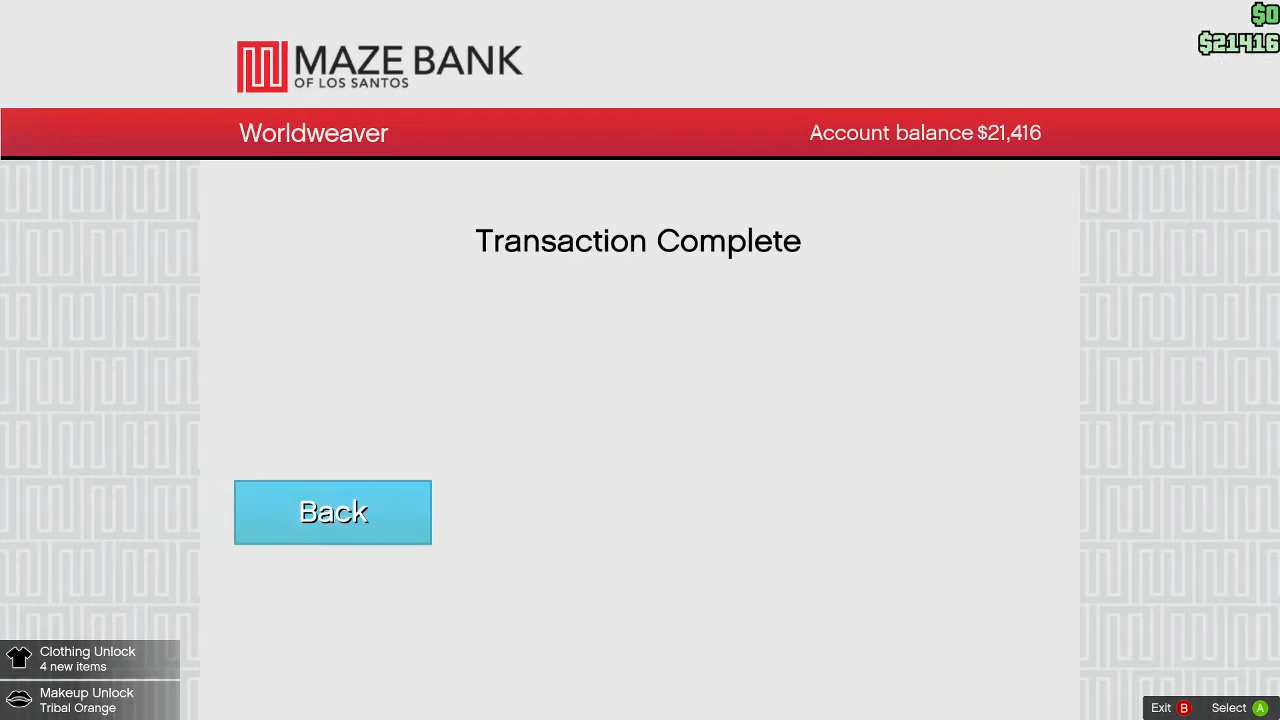 $0
$21416
MAZE BANK
OF LOS SANTOS
Worldweaver
Account balance $21,416
Transaction Complete
Back
Clothing Unlock
4 new items
Makeup Unlock
Tribal Orange
Exit B Select A